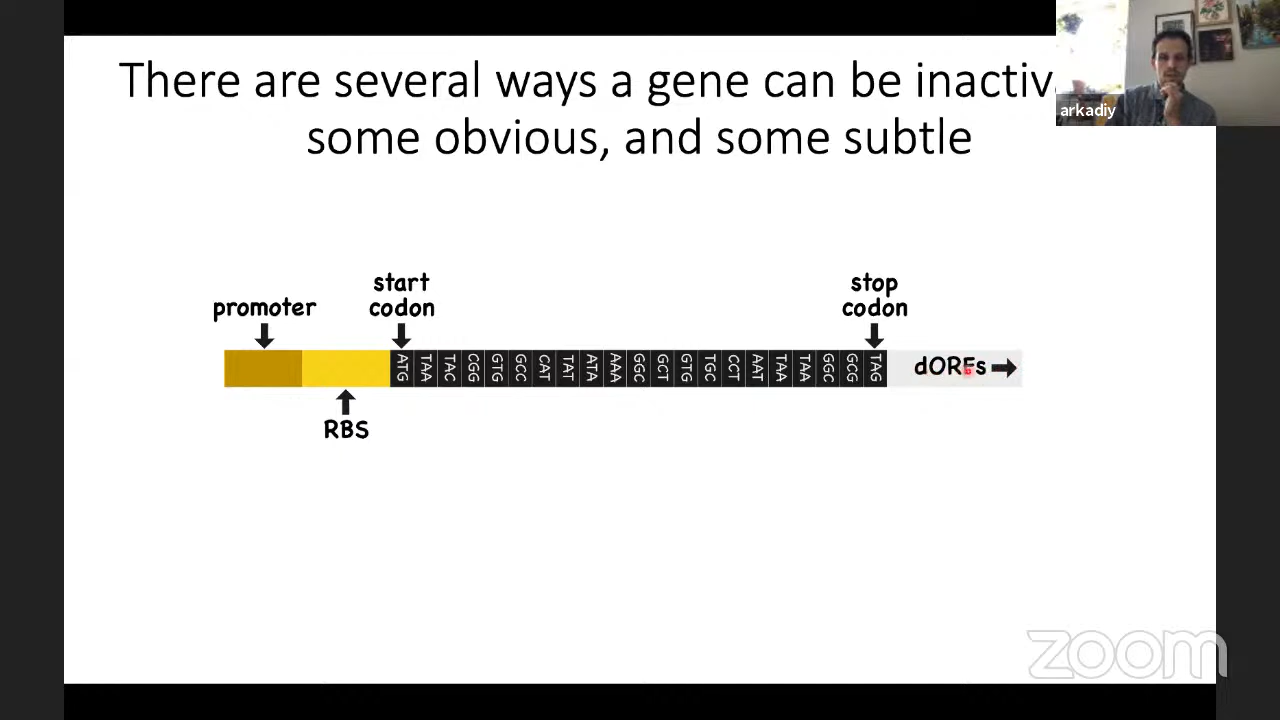 There are several ways a gene can be inactiv
some obvious, and some subtle
arkadiy
start
codon
stop
codon
promoter
ATG TAA TAC CGG GTG GCC CAT TAT ATA AAA GGC GCT GTG TGC CCT AAT TAA TAA GGC GCG TAG
dORFs
RBS
zoom